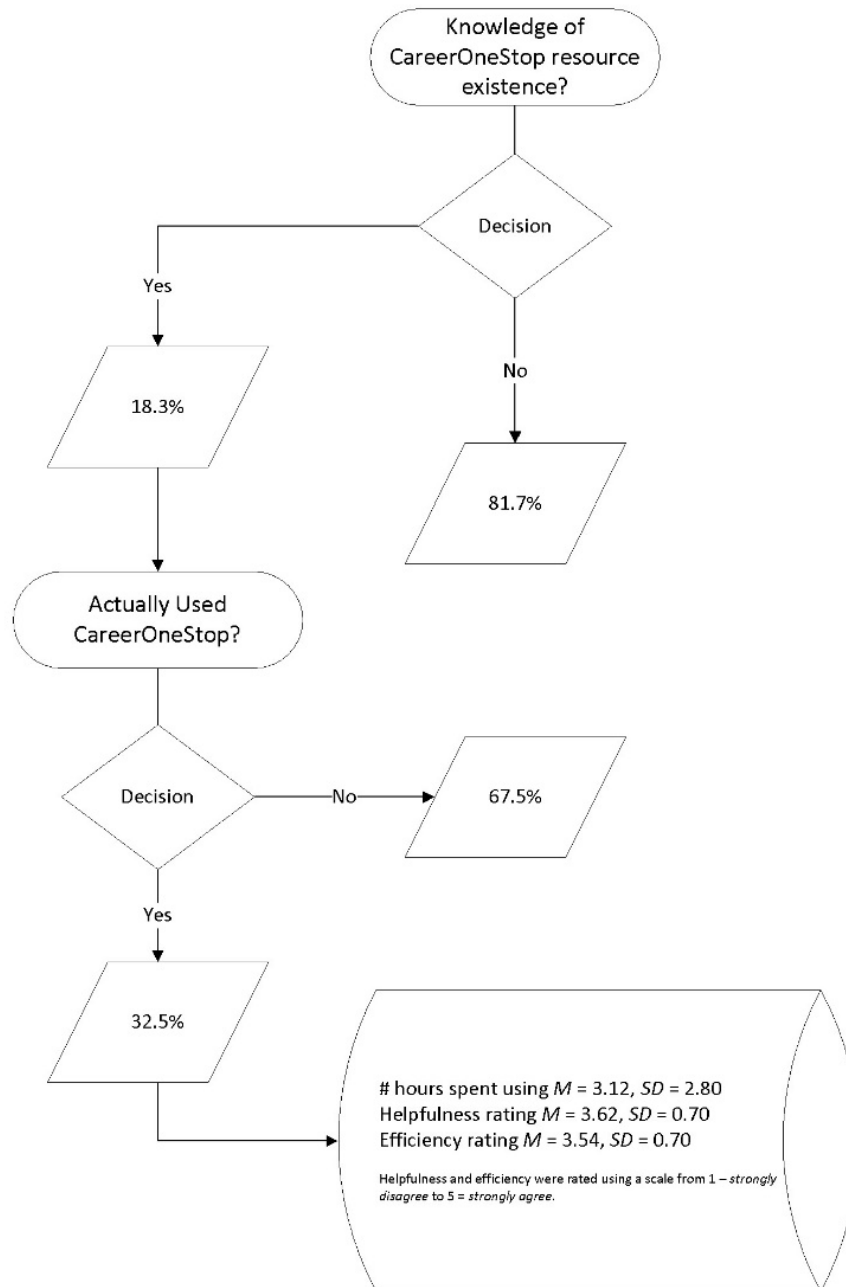 Knowledge of
CareerOneStop resource
existence?
Decision
Yes
No
18.3%
81.7%
Actually Used
CareerOneStop?
Decision
No
67.5%
Yes
32.5%
# hours spent using M = 3.12, SD = 2.80
Helpfulness rating M = 3.62, SD = 0.70
Efficiency rating M = 3.54, SD = 0.70
Helpfulness and efficiency were rated using a scale from 1 – strongly
disagree to 5 = strongly agree.